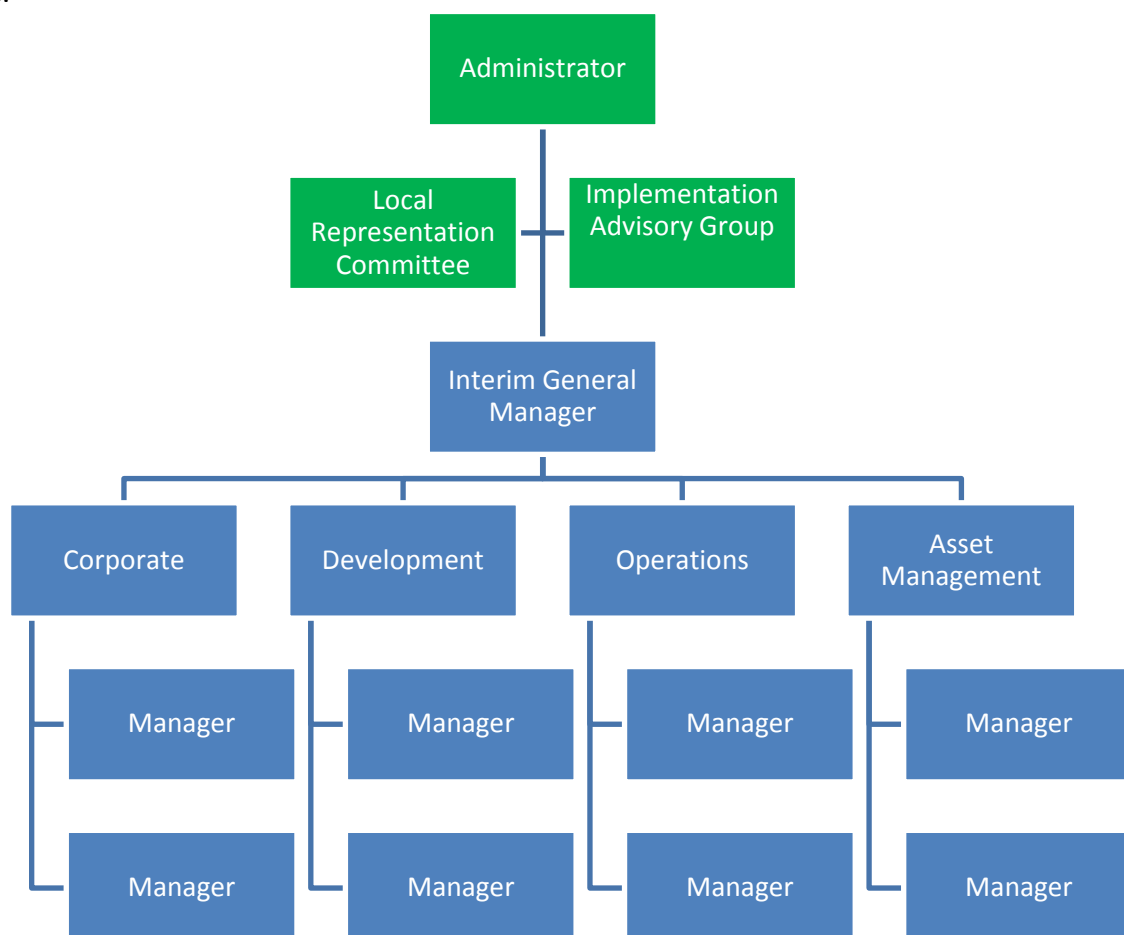 Administrator
Local
Representation
Committee
Implementation
Advisory Group
Interim General
Manager
Corporate
Development
Operations
Asset
Management
Manager
Manager
Manager
Manager
Manager
Manager
Manager
Manager